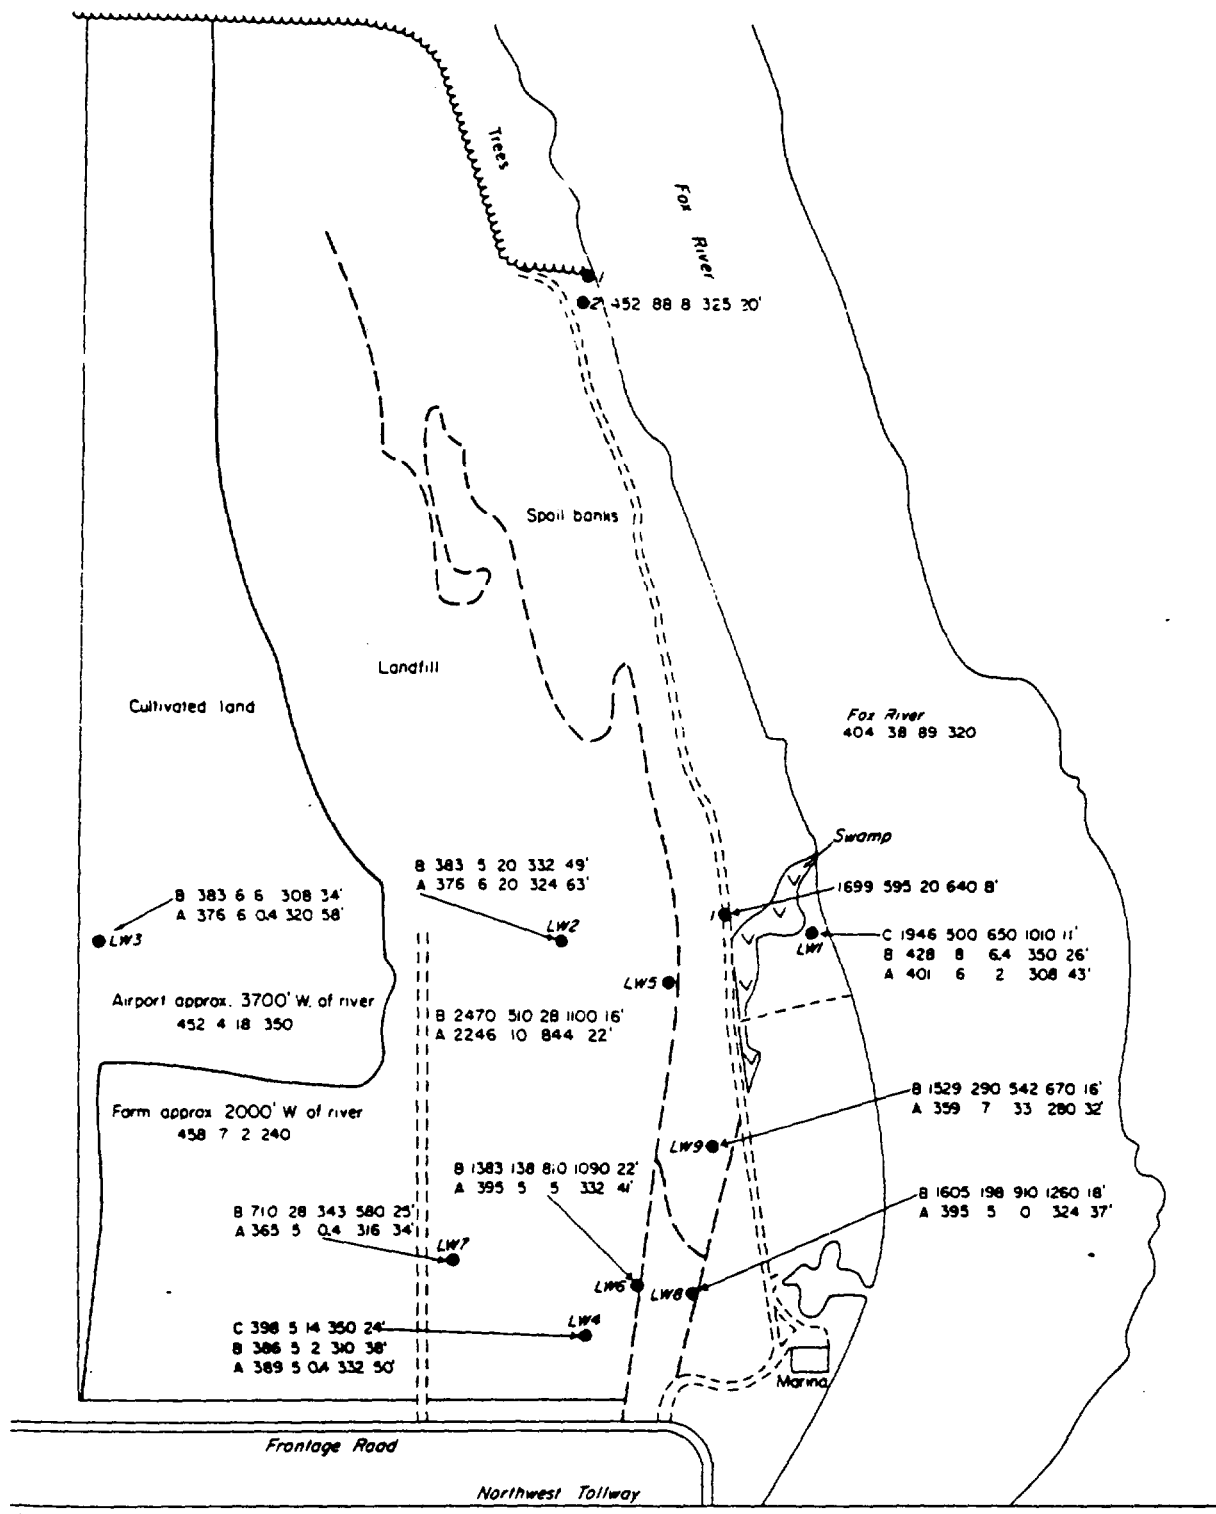 Trees
Fox River
1
2 452 88 8 325 20'
Spoil banks
Landfill
Cultivated land
Fox River
404 38 89 320
Swamp
B 383 5 20 332 49'
A 376 6 20 324 63'
1699 595 20 640 8'
B 383 6 6 308 34'
A 376 6 0.4 320 58'
LW3
LW2
1
LW1
C 1946 500 650 1010 11'
B 428 8 6.4 350 26'
A 401 6 2 308 43'
LW5
Airport approx. 3700' W. of river
452 4 18 350
B 2470 510 28 1100 16'
A 2246 10 844 22'
Farm approx 2000' W of river
458 7 2 240
B 1529 290 542 670 16'
A 359 7 33 280 32'
LW9
B 1383 138 810 1090 22'
A 395 5 5 332 41'
B 1605 198 910 1260 18'
A 395 5 0 324 37'
B 710 28 343 580 25'
A 365 5 0.4 316 34'
LW7
LW6
LW8
LW4
C 398 5 14 350 24'
B 386 5 2 310 38'
A 389 5 0.4 332 50'
Marina
Frontage Road
Northwest Tollway